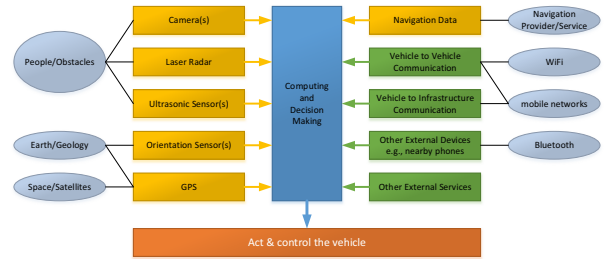 Camera(s)
Navigation Data
Navigation
Provider/Service
People/Obstacles
Laser Radar
Vehicle to Vehicle
Communication
WiFi
Computing
and
Decision
Making
Ultrasonic Sensor(s)
Vehicle to Infrastructure
Communication
mobile networks
Earth/Geology
Orientation Sensor(s)
Other External Devices
e.g., nearby phones
Bluetooth
Space/Satellites
GPS
Other External Services
Act & control the vehicle